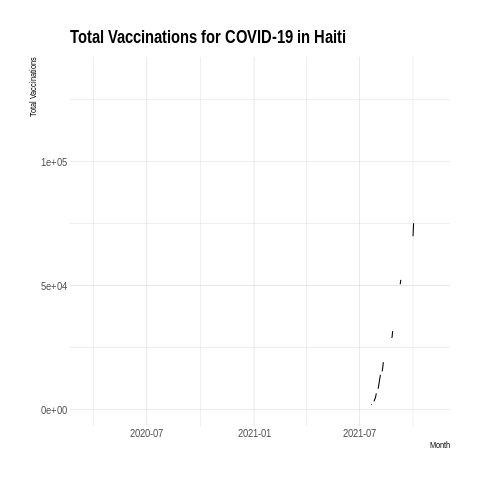 Total Vaccinations for COVID-19 in Haiti
Total Vaccinations
1e+05
5e+04
0e+00
2020-07 2021-01 2021-07
Month